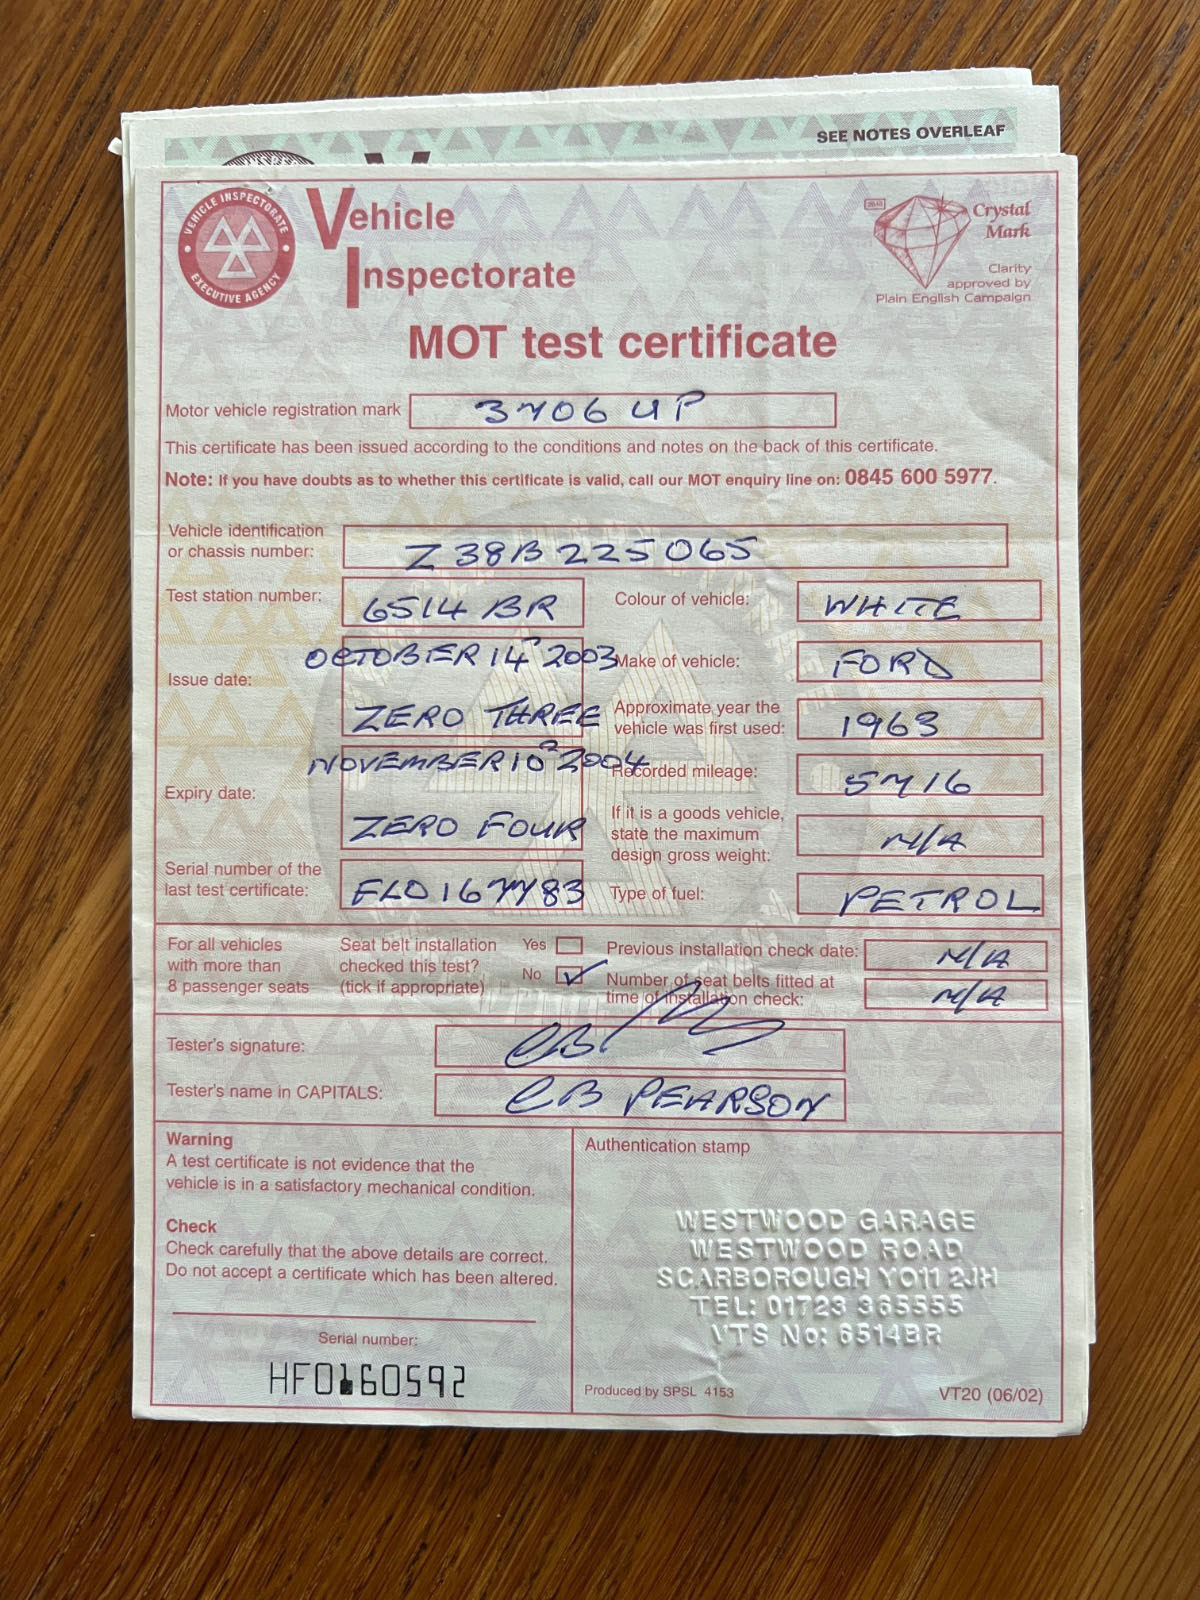 SEE NOTES OVERLEAF
VEHICLE INSPECTORATE
EXECUTIVE AGENCY
Vehicle
Inspectorate
Crystal
Mark
Clarity
approved by
Plain English Campaign
MOT test certificate
Motor vehicle registration mark 3706 UP
This certificate has been issued according to the conditions and notes on the back of this certificate.
Note: If you have doubts as to whether this certificate is valid, call our MOT enquiry line on: 0845 600 5977.
Vehicle identification
or chassis number: Z38B225065
Test station number: 6514 BR
Colour of vehicle: WHITE
Issue date: OCTOBER 14TH 2003
ZERO THREE
Make of vehicle: FORD
Approximate year the
vehicle was first used: 1963
Expiry date: NOVEMBER 10TH 2004
ZERO FOUR
Recorded mileage: 5716
If it is a goods vehicle,
state the maximum
design gross weight: N/A
Serial number of the
last test certificate: FL0167783
Type of fuel: PETROL
For all vehicles
with more than
8 passenger seats
Seat belt installation
checked this test?
(tick if appropriate)
Yes
No ✓
Previous installation check date: N/A
Number of seat belts fitted at
time of installation check: N/A
Tester's signature: CB
Tester's name in CAPITALS: CB PEARSON
Warning
A test certificate is not evidence that the
vehicle is in a satisfactory mechanical condition.
Check
Check carefully that the above details are correct.
Do not accept a certificate which has been altered.
Serial number:
HF0160592
Authentication stamp
WESTWOOD GARAGE
WESTWOOD ROAD
SCARBOROUGH YO11 2JH
TEL: 01723 365555
VTS No: 6514BR
Produced by SPSL 4153
VT20 (06/02)